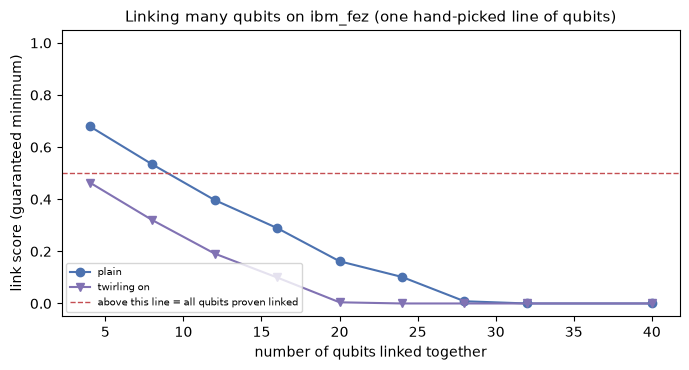 Linking many qubits on ibm_fez (one hand-picked line of qubits)
link score (guaranteed minimum)
1.0
0.8
0.6
0.4
0.2
0.0
plain
twirling on
above this line = all qubits proven linked
5 10 15 20 25 30 35 40
number of qubits linked together